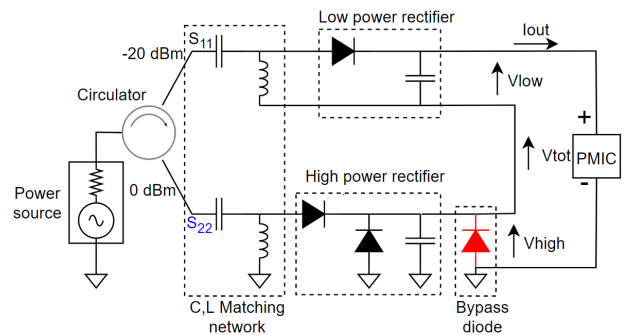 Low power rectifier
Iout
S11
-20 dBm
Circulator
Vlow
+
PMIC
-
Vtot
High power rectifier
Power
source
0 dBm
S22
Vhigh
C,L Matching
network
Bypass
diode